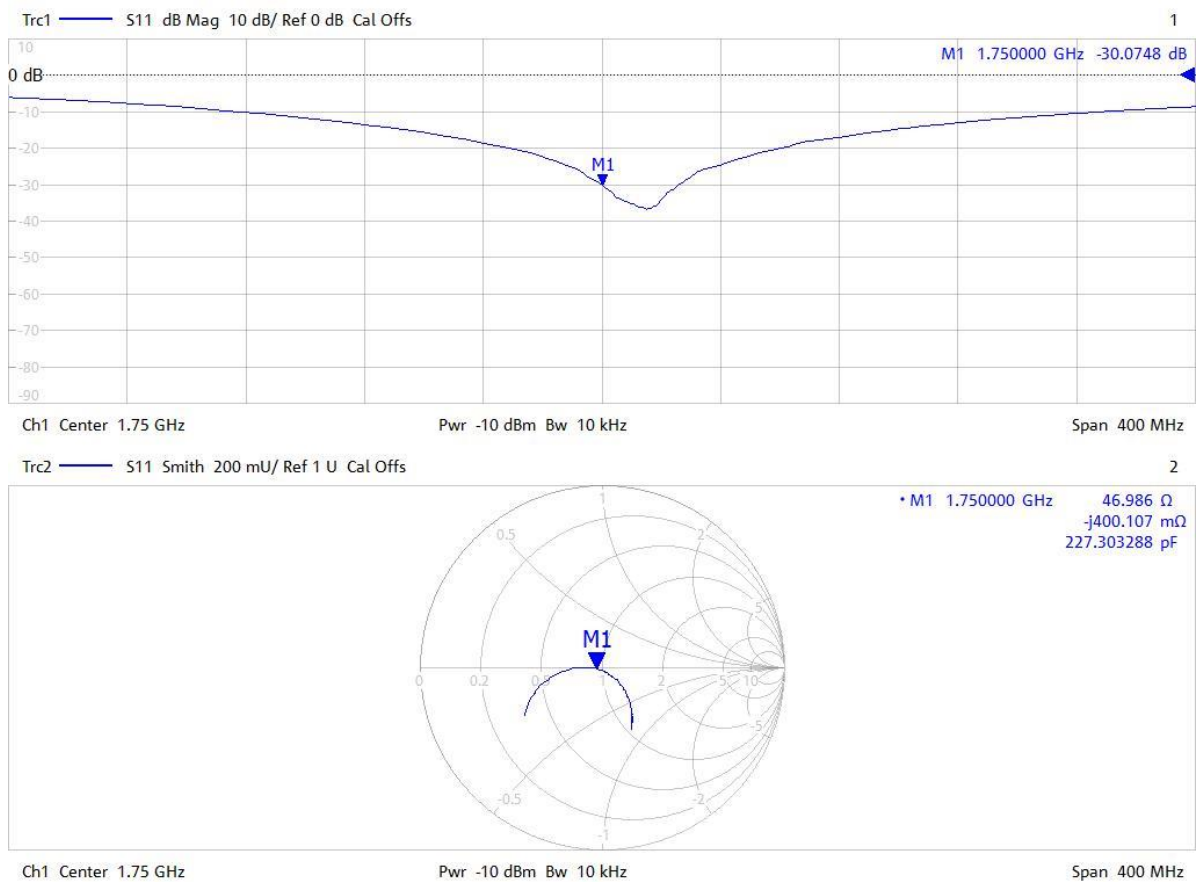 Trc1 S11 dB Mag 10 dB/ Ref 0 dB Cal Offs 1
10
M1 1.750000 GHz -30.0748 dB
0 dB
-10
-20
M1
-30
-40
-50
-60
-70
-80
-90
Ch1 Center 1.75 GHz Pwr -10 dBm Bw 10 kHz Span 400 MHz
Trc2 S11 Smith 200 mU/ Ref 1 U Cal Offs 2
1
• M1 1.750000 GHz 46.986 Ω
-j400.107 mΩ
0.5 2
227.303288 pF
5
M1
0 0.2 0.5 1 2 5 10
-5
-0.5 -2
-1
Ch1 Center 1.75 GHz Pwr -10 dBm Bw 10 kHz Span 400 MHz